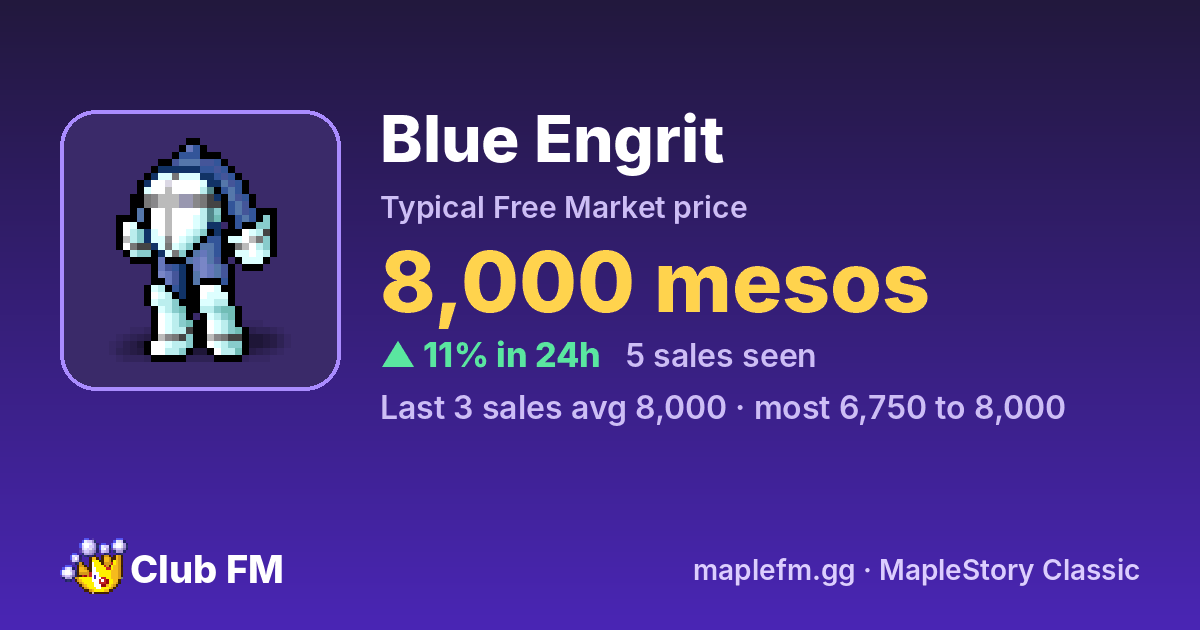 Blue Engrit
Typical Free Market price
8,000 mesos
▲ 11% in 24h 5 sales seen
Last 3 sales avg 8,000 · most 6,750 to 8,000
Club FM
maplefm.gg · MapleStory Classic